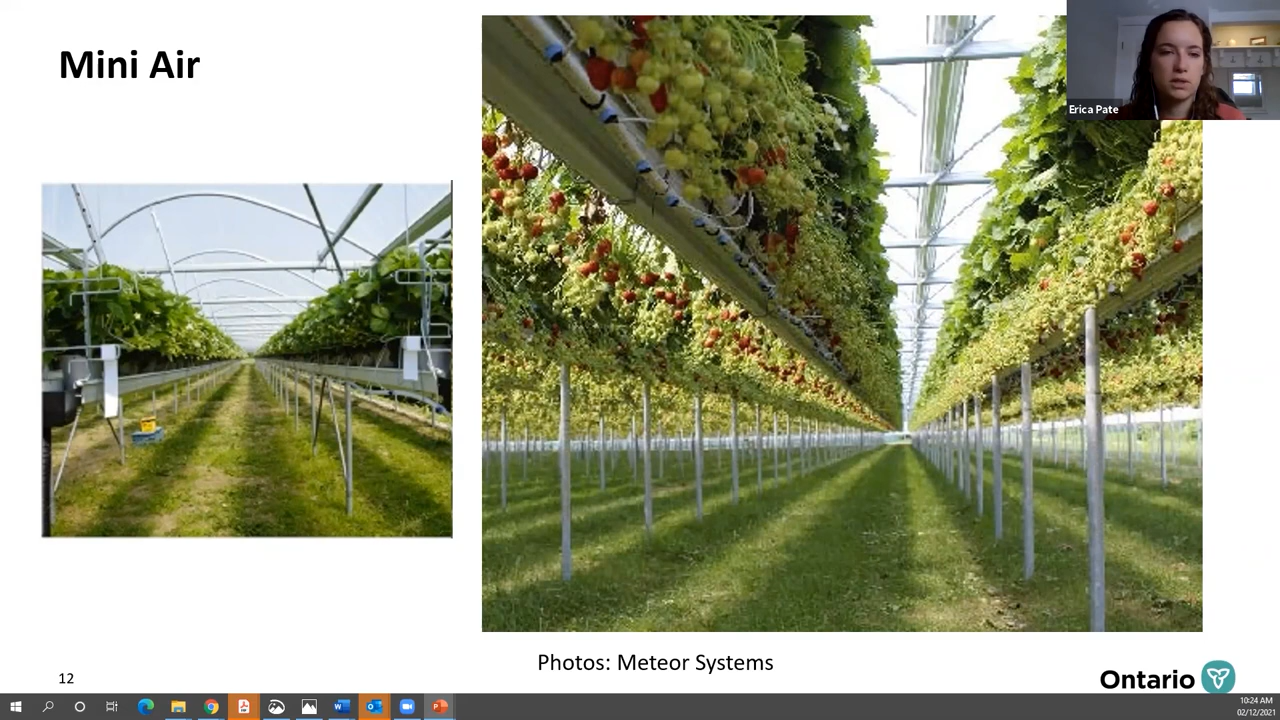 Mini Air
Erica Pate
Photos: Meteor Systems
12
Ontario
10:24 AM
02/12/2021